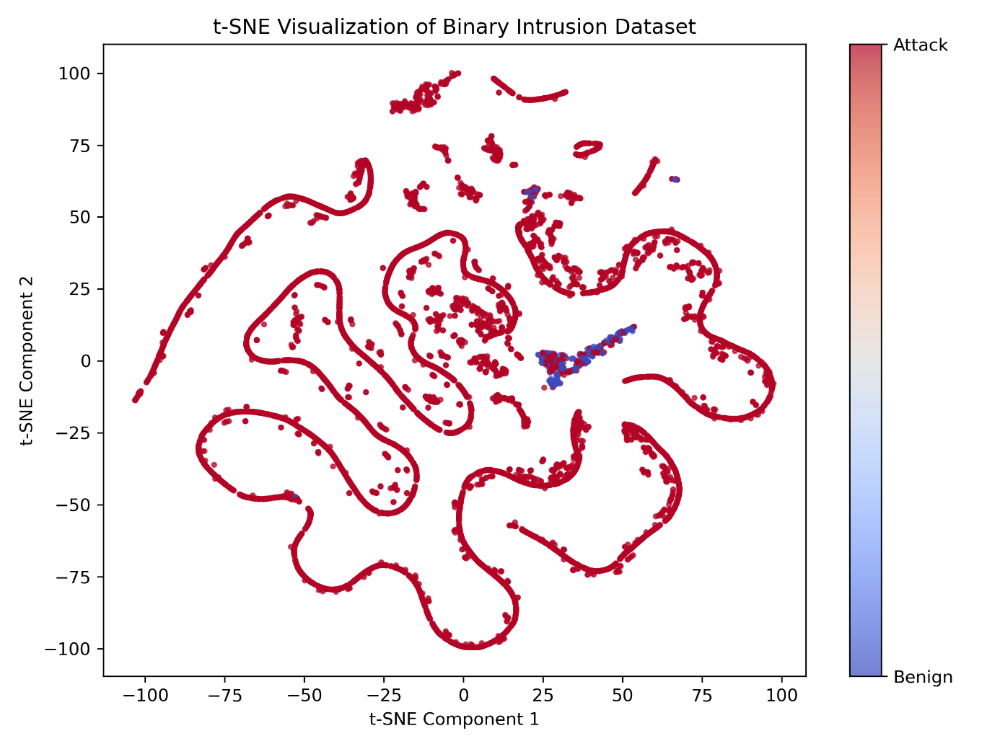 t-SNE Visualization of Binary Intrusion Dataset
Attack
100
75
50
25
0
−25
−50
−75
−100
t-SNE Component 2
Benign
−100 −75 −50 −25 0 25 50 75 100
t-SNE Component 1